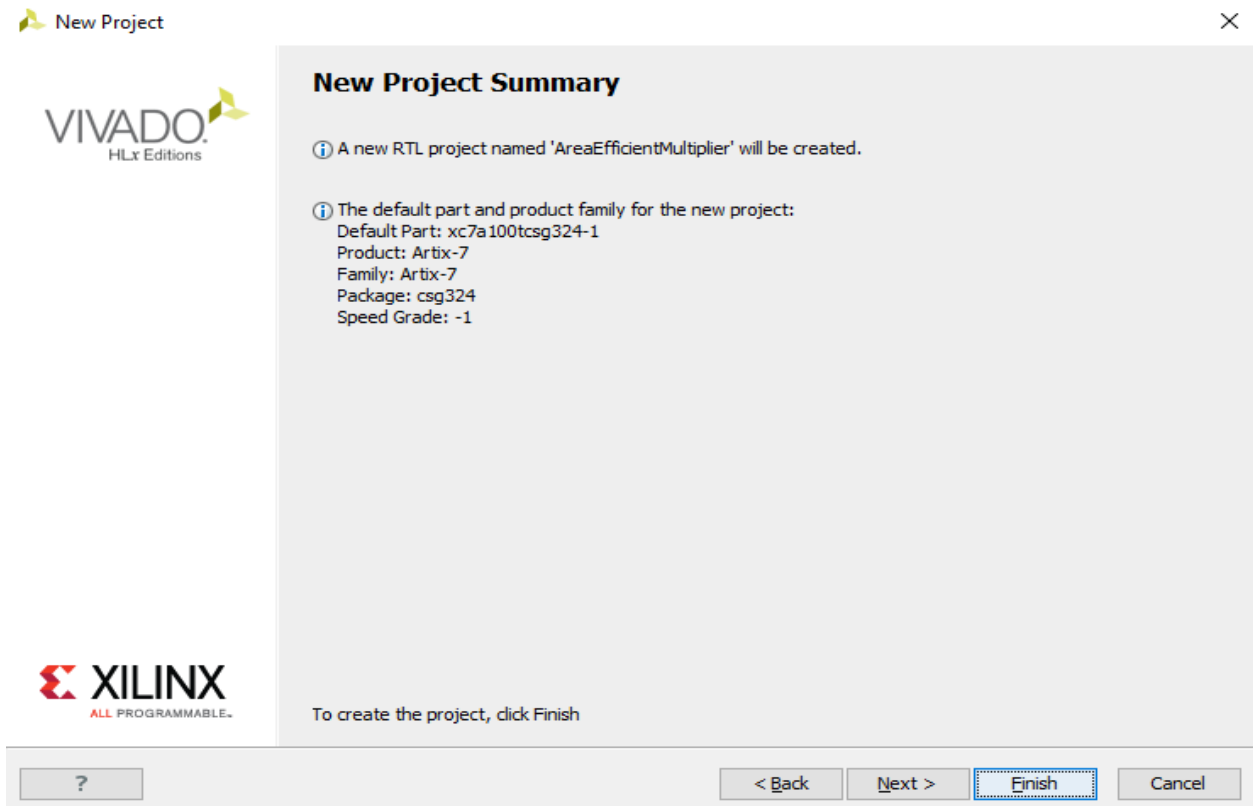 New Project
VIVADO.
HLx Editions
New Project Summary
A new RTL project named 'AreaEfficientMultiplier' will be created.
The default part and product family for the new project:
Default Part: xc7a100tcsg324-1
Product: Artix-7
Family: Artix-7
Package: csg324
Speed Grade: -1
XILINX
ALL PROGRAMMABLE.
To create the project, click Finish
?
< Back
Next >
Finish
Cancel